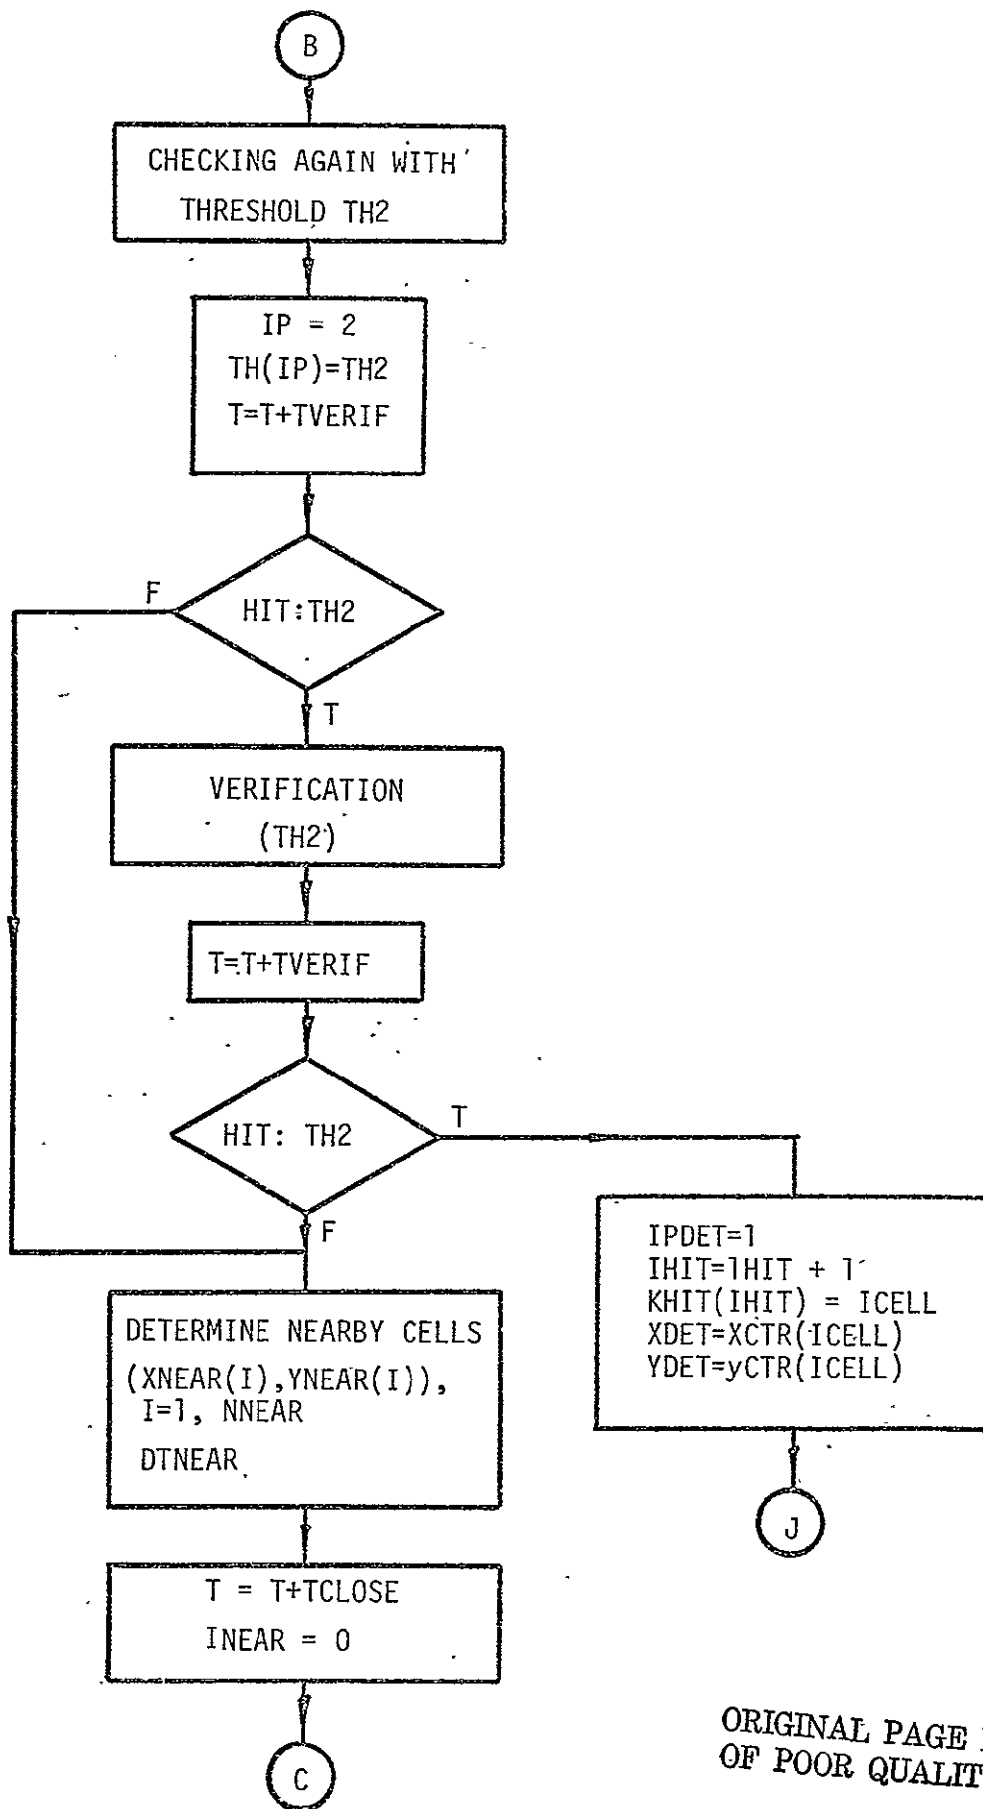 B
CHECKING AGAIN WITH
THRESHOLD TH2
IP = 2
TH(IP)=TH2
T=T+TVERIF
F
HIT:TH2
T
VERIFICATION
(TH2)
T=T+TVERIF
HIT: TH2
T
F
IPDET=1
IHIT=1HIT + 1
KHIT(IHIT) = ICELL
XDET=XCTR(ICELL)
YDET=yCTR(ICELL)
J
DETERMINE NEARBY CELLS
(XNEAR(I),YNEAR(I)),
I=1, NNEAR
DTNEAR
T = T+TCLOSE
INEAR = 0
C
ORIGINAL PAGE
OF POOR QUALIT